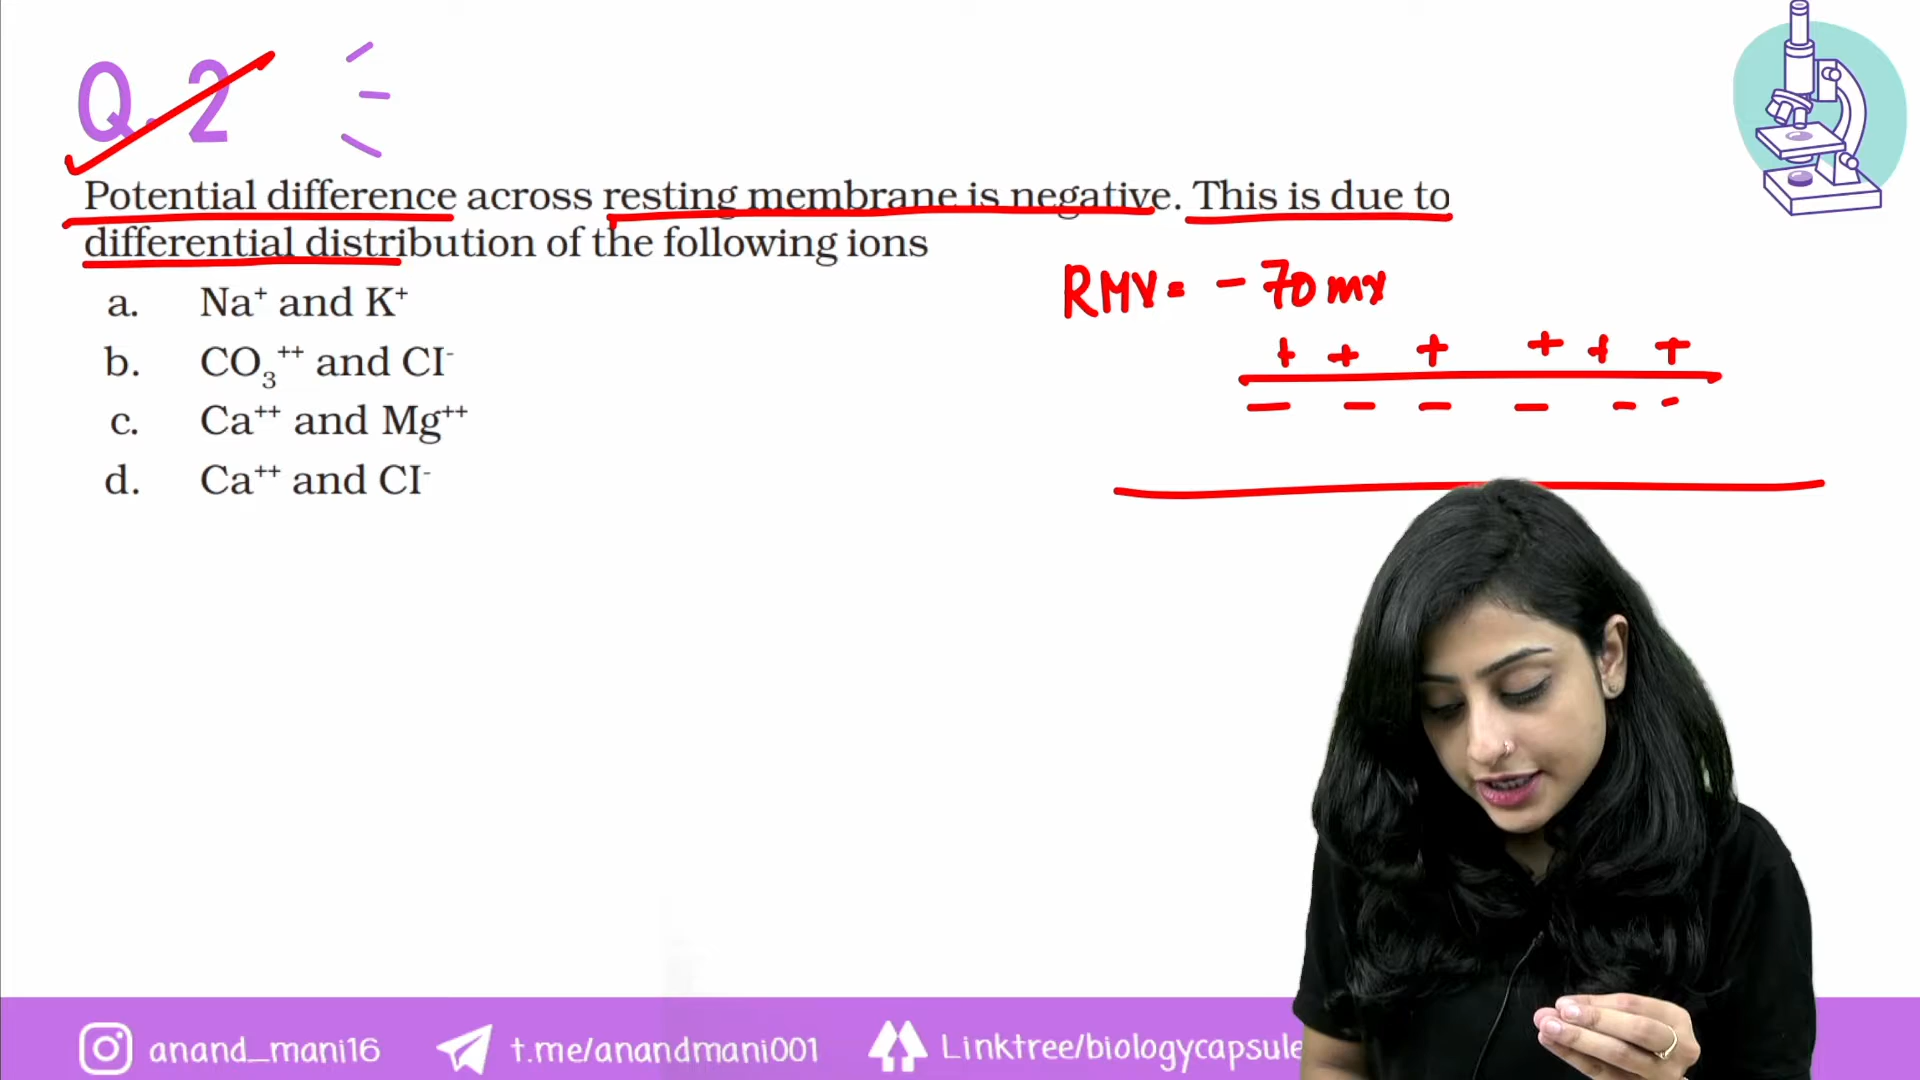 Q. 2
Potential difference across resting membrane is negative. This is due to
differential distribution of the following ions
a. Na⁺ and K⁺
b. CO₃⁺⁺ and CI⁻
c. Ca⁺⁺ and Mg⁺⁺
d. Ca⁺⁺ and CI⁻
RMV = - 70 mv
+ + + + + +
- - - - - -
anand_mani16
t.me/anandmani001
Linktree/biologycapsule